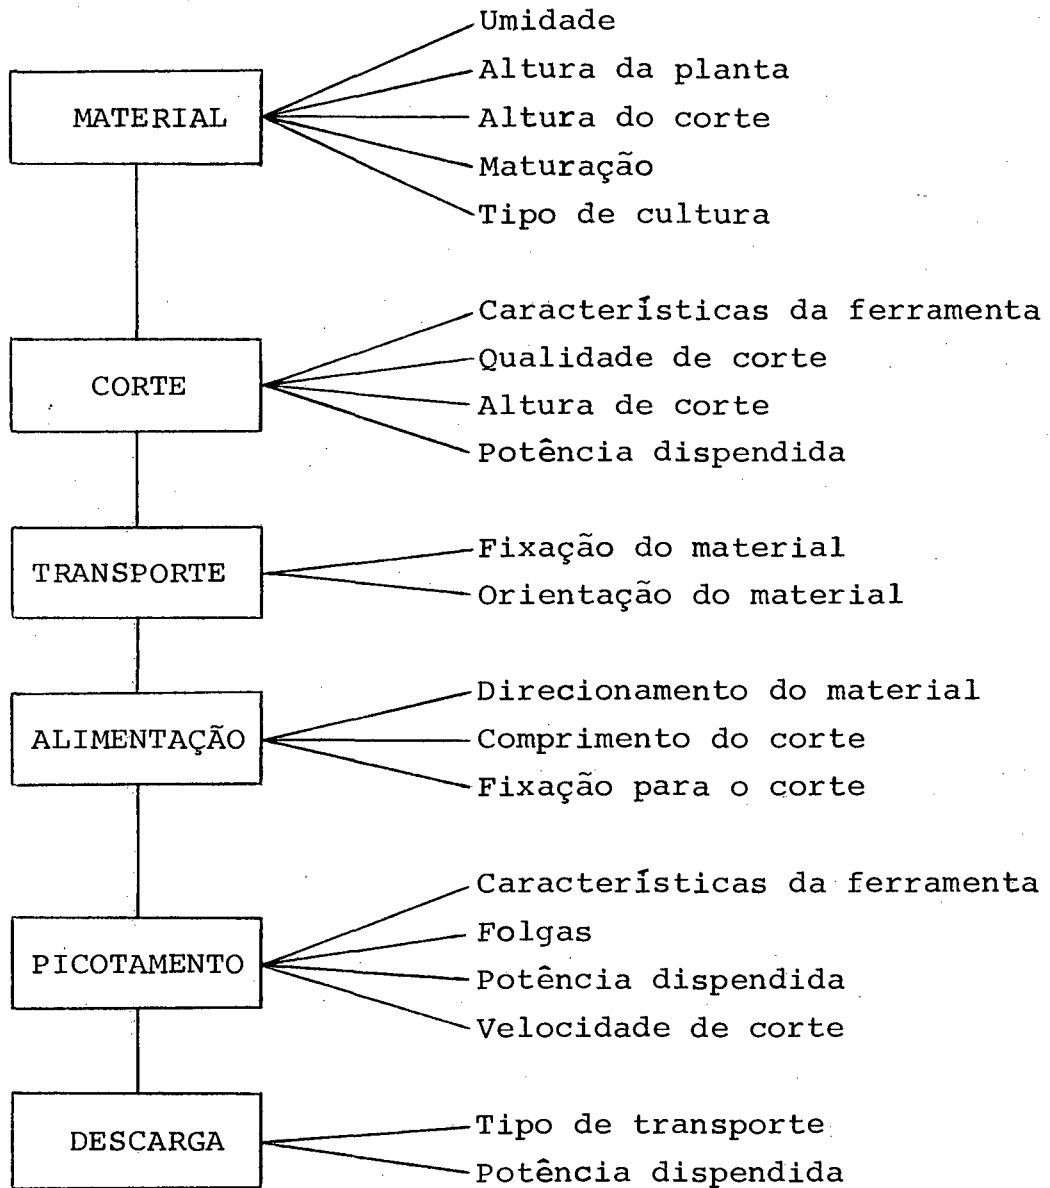 MATERIAL
Umidade
Altura da planta
Altura do corte
Maturação
Tipo de cultura
CORTE
Características da ferramenta
Qualidade de corte
Altura de corte
Potência dispendida
TRANSPORTE
Fixação do material
Orientação do material
ALIMENTAÇÃO
Direcionamento do material
Comprimento do corte
Fixação para o corte
PICOTAMENTO
Características da ferramenta
Folgas
Potência dispendida
Velocidade de corte
DESCARGA
Tipo de transporte
Potência dispendida